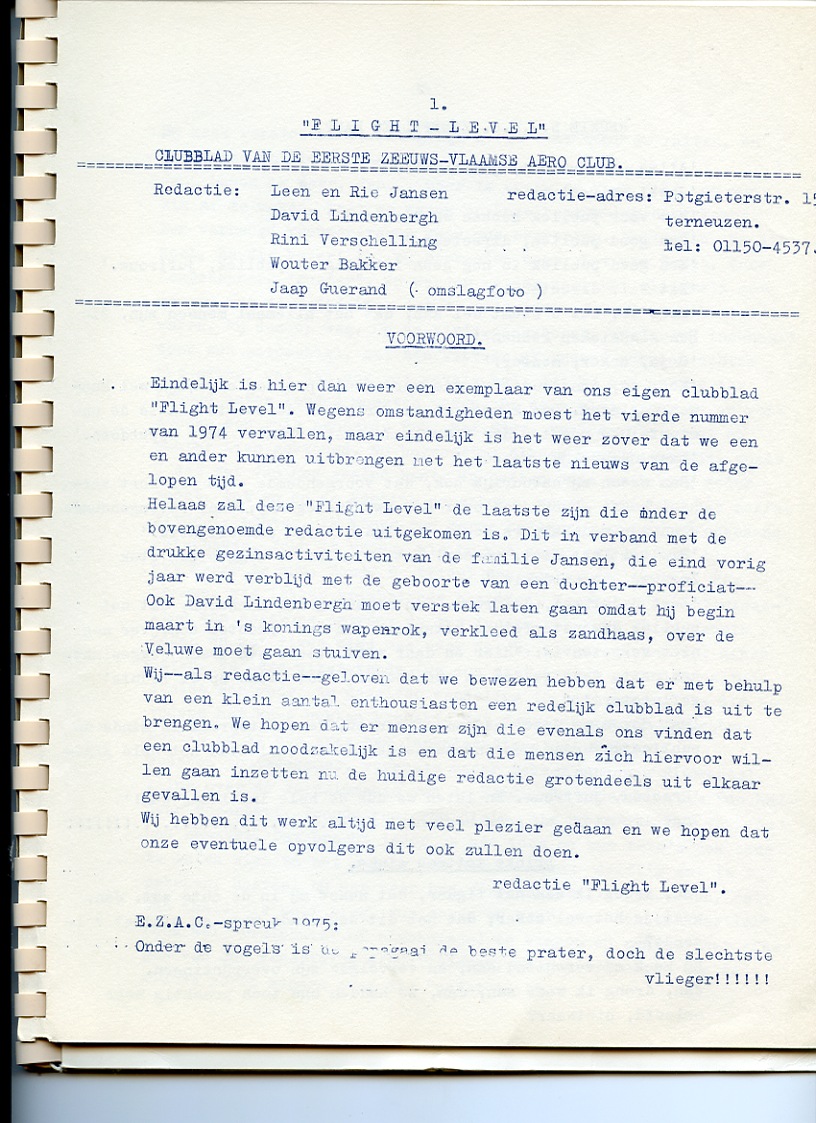 1.
"F L I G H T - L E V E L"
CLUBBLAD VAN DE EERSTE ZEEUWS-VLAAMSE AERO CLUB.
Redactie: Leen en Rie Jansen redactie-adres: Potgieterstr. 15
David Lindenbergh terneuzen.
Rini Verschelling tel: 01150-4537.
Wouter Bakker
Jaap Guerand ( omslagfoto )
VOORWOORD.
Eindelijk is hier dan weer een exemplaar van ons eigen clubblad
"Flight Level". Wegens omstandigheden moest het vierde nummer
van 1974 vervallen, maar eindelijk is het weer zover dat we een
en ander kunnen uitbrengen met het laatste nieuws van de afge-
lopen tijd.
Helaas zal deze "Flight Level" de laatste zijn die onder de
bovengenoemde redactie uitgekomen is. Dit in verband met de
drukke gezinsactiviteiten van de familie Jansen, die eind vorig
jaar werd verblijd met de geboorte van een dochter--proficiat--
Ook David Lindenbergh moet verstek laten gaan omdat hij begin
maart in 's konings wapenrok, verkleed als zandhaas, over de
Veluwe moet gaan stuiven.
Wij--als redactie--geloven dat we bewezen hebben dat er met behulp
van een klein aantal enthousiasten een redelijk clubblad is uit te
brengen. We hopen dat er mensen zijn die evenals ons vinden dat
een clubblad noodzakelijk is en dat die mensen zich hiervoor wil-
len gaan inzetten nu de huidige redactie grotendeels uit elkaar
gevallen is.
Wij hebben dit werk altijd met veel plezier gedaan en we hopen dat
onze eventuele opvolgers dit ook zullen doen.
redactie "Flight Level".
E.Z.A.C.-spreuk 1975:
Onder de vogels is de papegaai de beste prater, doch de slechtste
vlieger!!!!!!